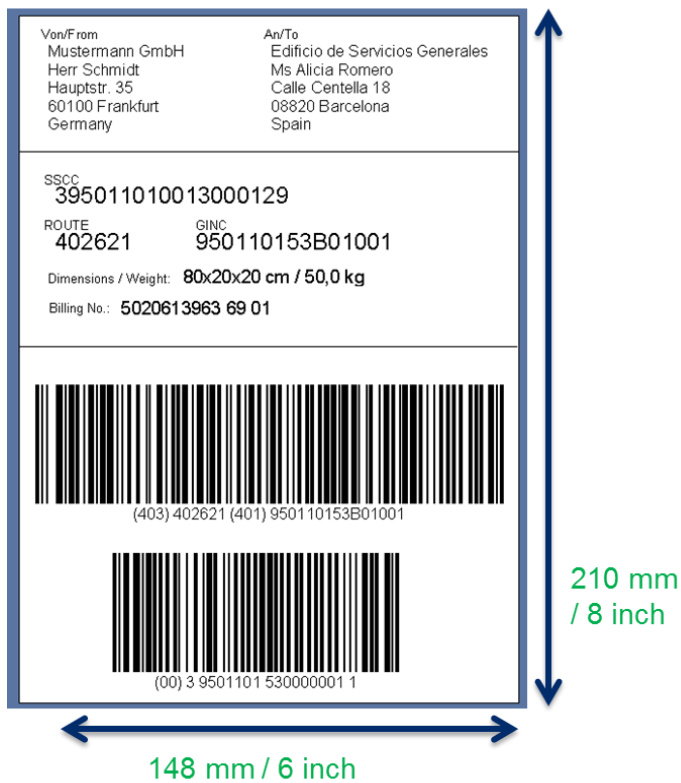 Von/From
Mustermann GmbH
Herr Schmidt
Hauptstr. 35
60100 Frankfurt
Germany
An/To
Edificio de Servicios Generales
Ms Alicia Romero
Calle Centella 18
08820 Barcelona
Spain
SSCC
395011010013000129
ROUTE
402621
GINC
950110153B01001
Dimensions / Weight: 80x20x20 cm / 50,0 kg
Billing No.: 5020613963 69 01
(403) 402621 (401) 950110153B01001
(00) 3 9501101 530000001 1
210 mm
/ 8 inch
148 mm / 6 inch